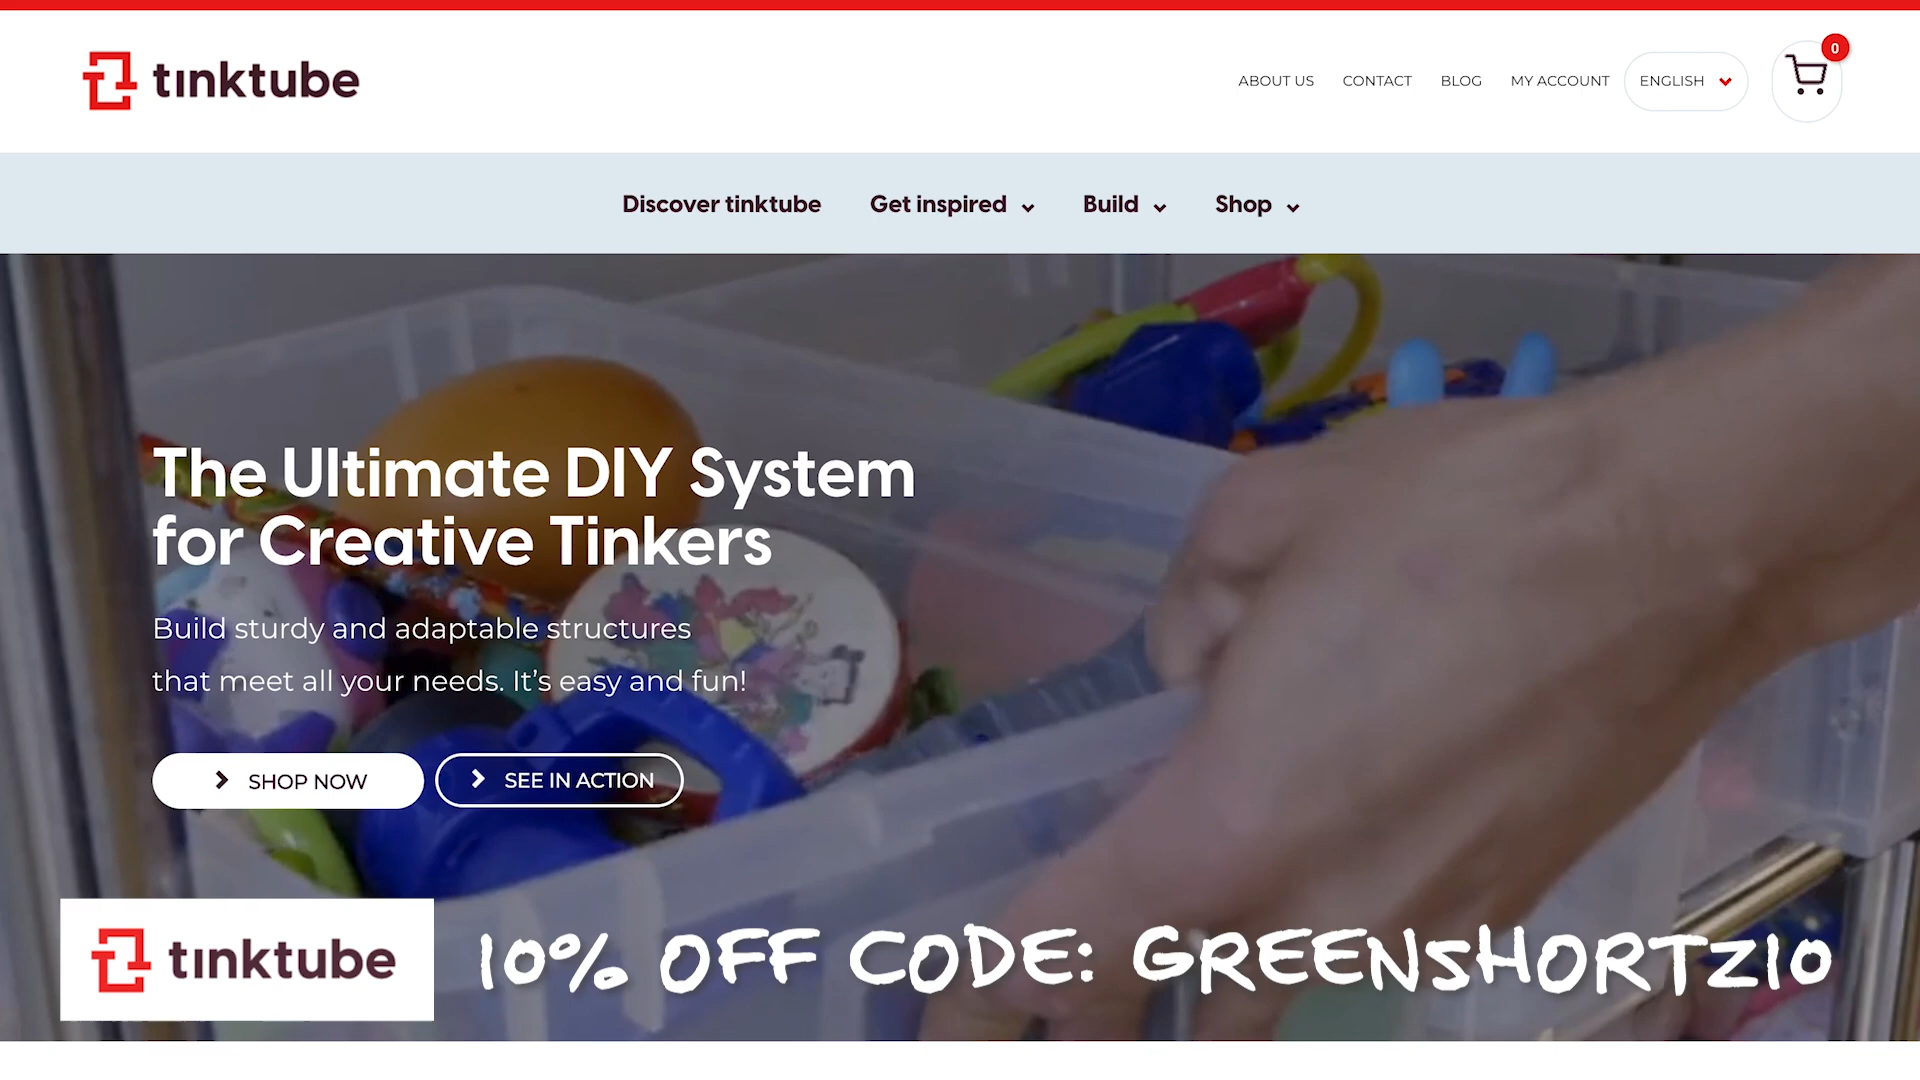 tinktube
ABOUT US CONTACT BLOG MY ACCOUNT ENGLISH 0
Discover tinktube Get inspired Build Shop
The Ultimate DIY System
for Creative Tinkers
Build sturdy and adaptable structures
that meet all your needs. It’s easy and fun!
SHOP NOW SEE IN ACTION
tinktube 10% OFF CODE: GREENSHORTZ10